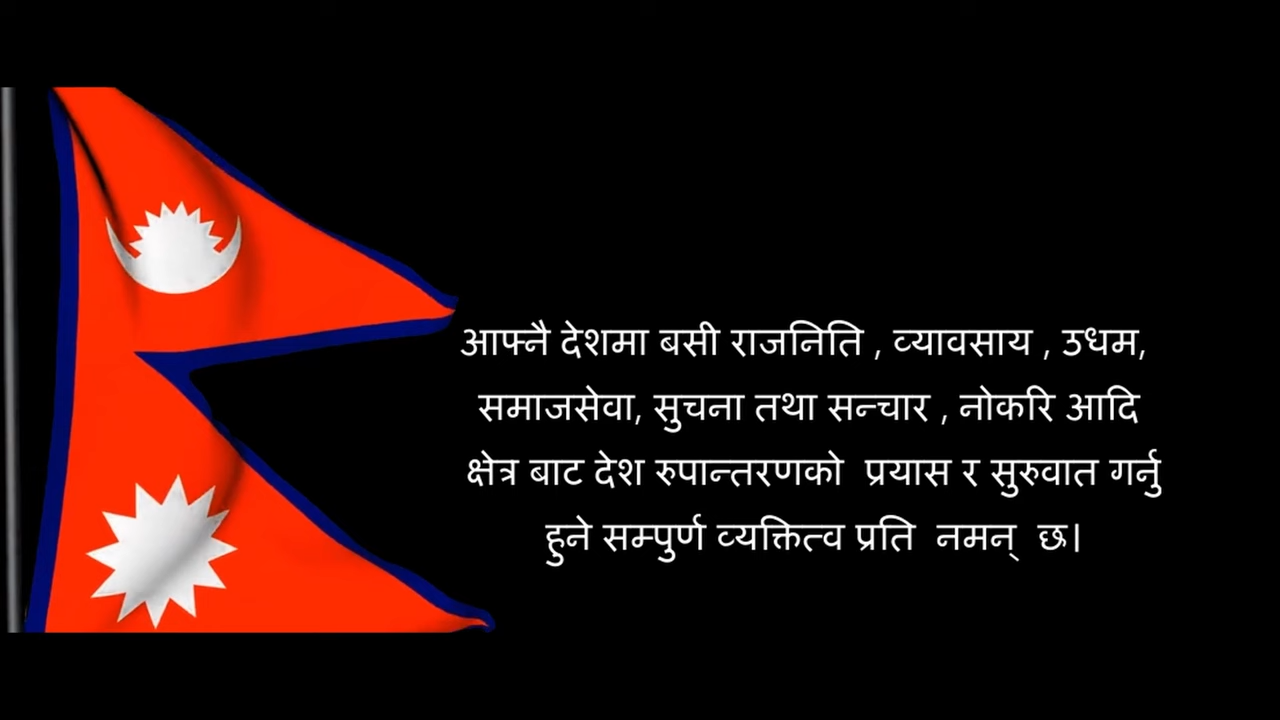 आफ्नै देशमा बसी राजनिति , व्यावसाय , उधम,
समाजसेवा, सुचना तथा सन्चार , नोकरि आदि
क्षेत्र बाट देश रुपान्तरणको प्रयास र सुरुवात गर्नु
हुने सम्पुर्ण व्यक्तित्व प्रति नमन् छ।